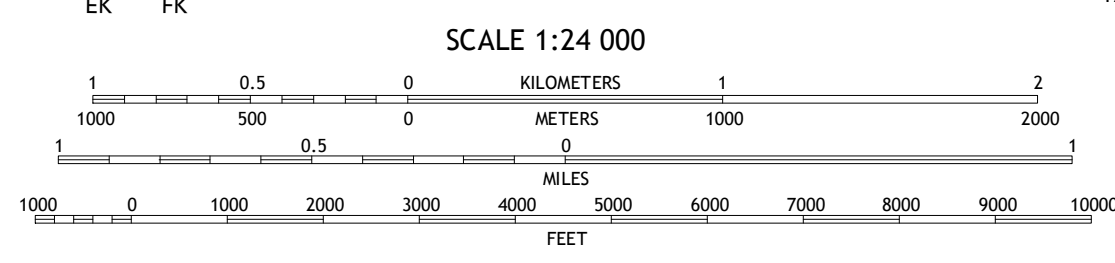 EK FK
SCALE 1:24 000
1 0.5 0 KILOMETERS 1 2
1000 500 0 METERS 1000 2000
1 0.5 0 1
MILES
1000 0 1000 2000 3000 4000 5000 6000 7000 8000 9000 10000
FEET